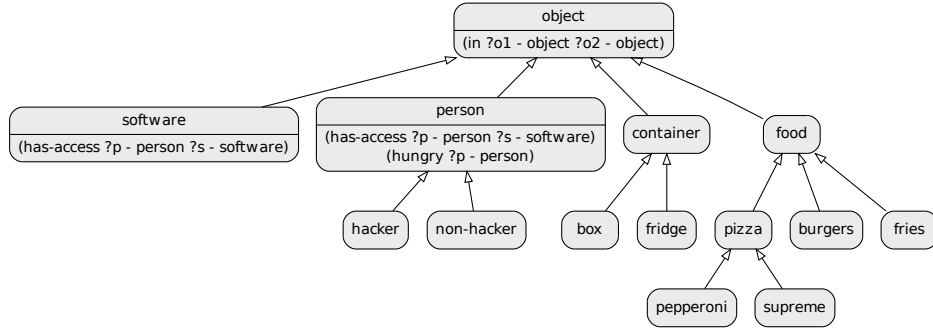 object
(in ?o1 - object ?o2 - object)
software
(has-access ?p - person ?s - software)
person
(has-access ?p - person ?s - software)
(hungry ?p - person)
container
food
hacker
non-hacker
box
fridge
pizza
burgers
fries
pepperoni
supreme